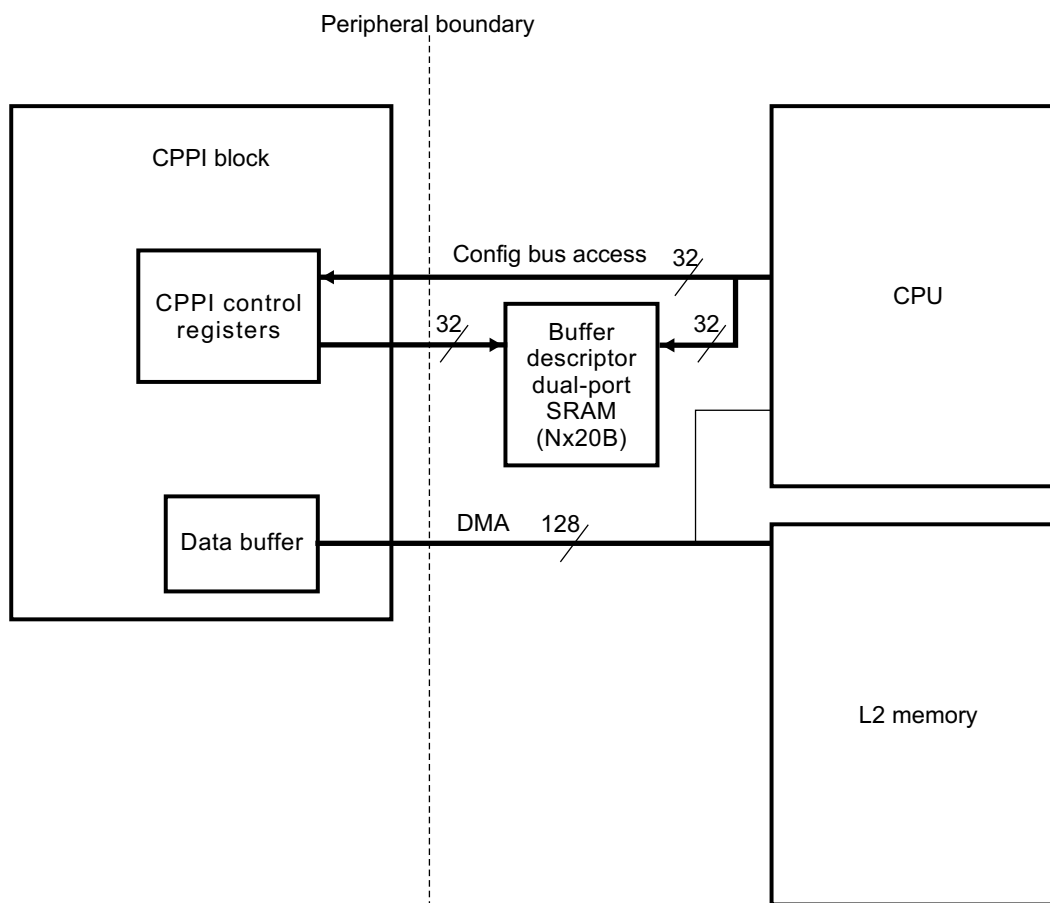 Peripheral boundary
CPPI block
Config bus access
32
CPPI control
registers
32
Buffer
descriptor
dual-port
SRAM
(Nx20B)
32
CPU
Data buffer
DMA
128
L2 memory